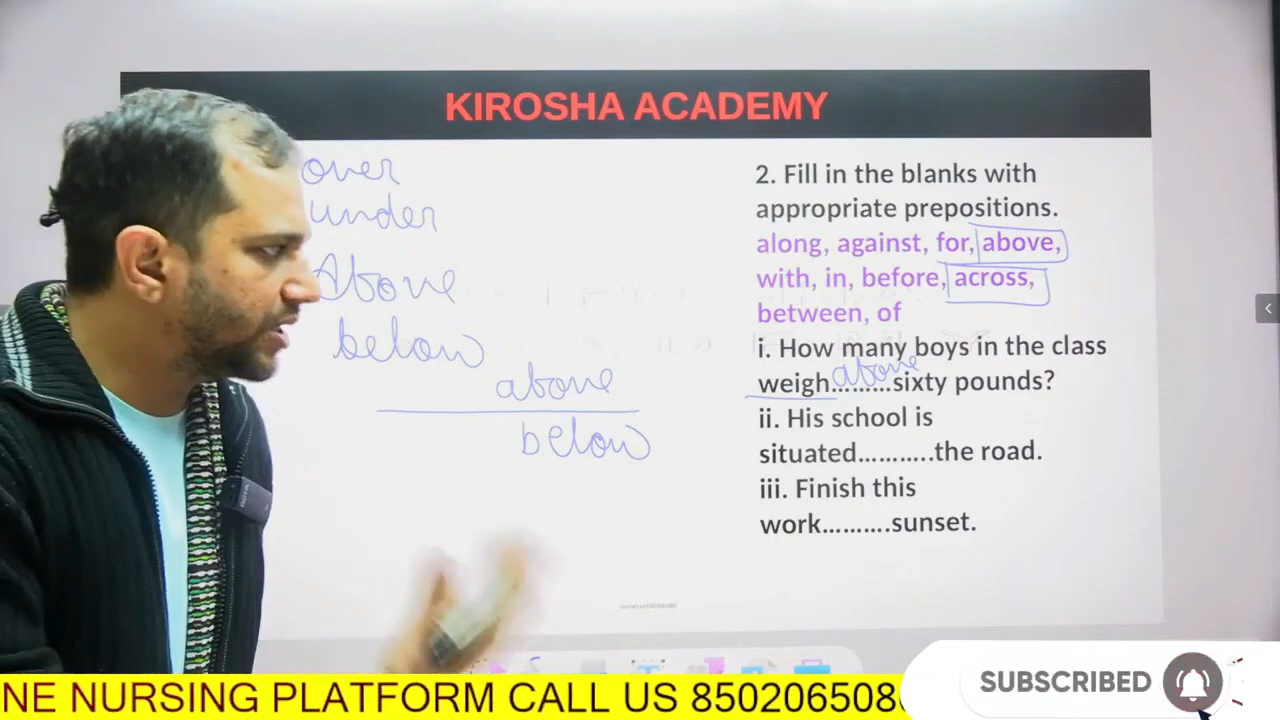 KIROSHA ACADEMY
over
under
Above
below
above
below
2. Fill in the blanks with
appropriate prepositions.
along, against, for, above,
with, in, before, across,
between, of
i. How many boys in the class
above
weigh.........sixty pounds?
ii. His school is
situated...........the road.
iii. Finish this
work..........sunset.
NE NURSING PLATFORM CALL US 850206508
SUBSCRIBED